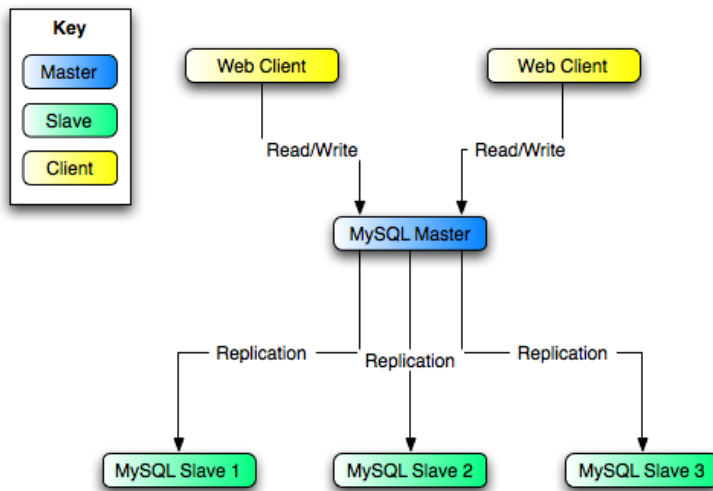 Key
Master
Slave
Client
Web Client
Web Client
Read/Write
Read/Write
MySQL Master
Replication
Replication
Replication
MySQL Slave 1
MySQL Slave 2
MySQL Slave 3